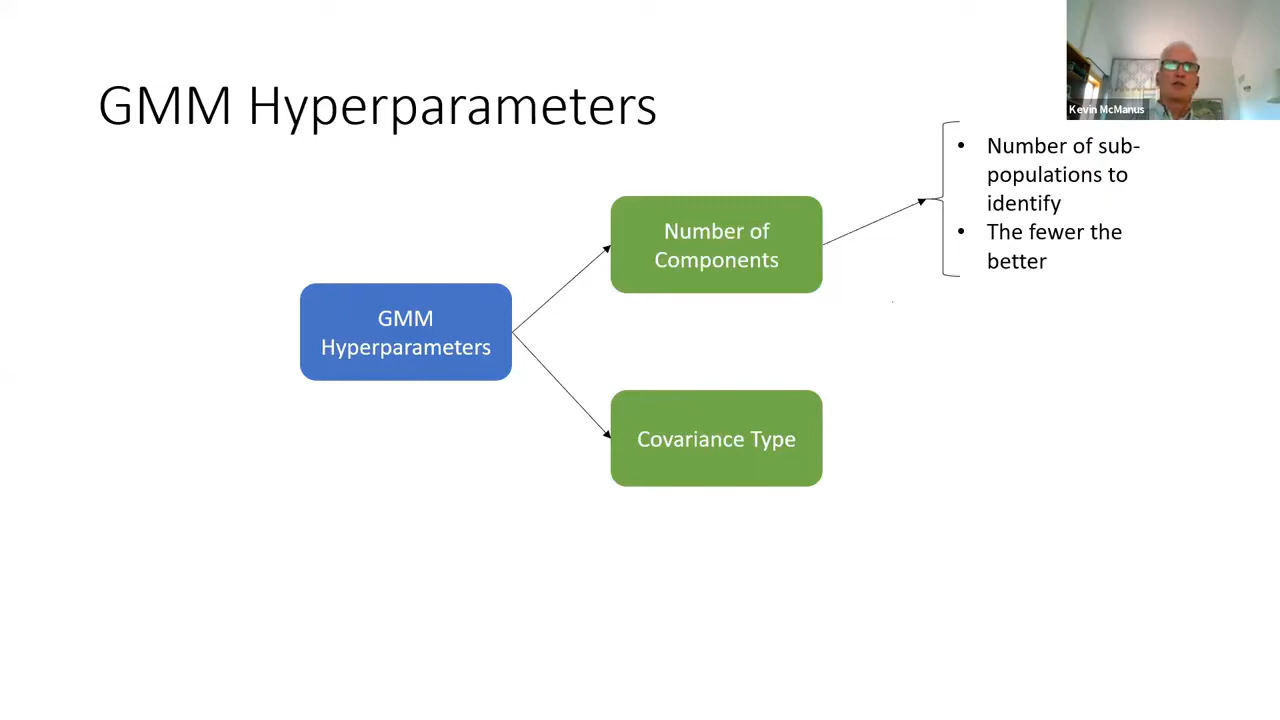 GMM Hyperparameters
Kevin McManus
• Number of sub-
populations to
identify
• The fewer the
better
Number of
Components
GMM
Hyperparameters
Covariance Type